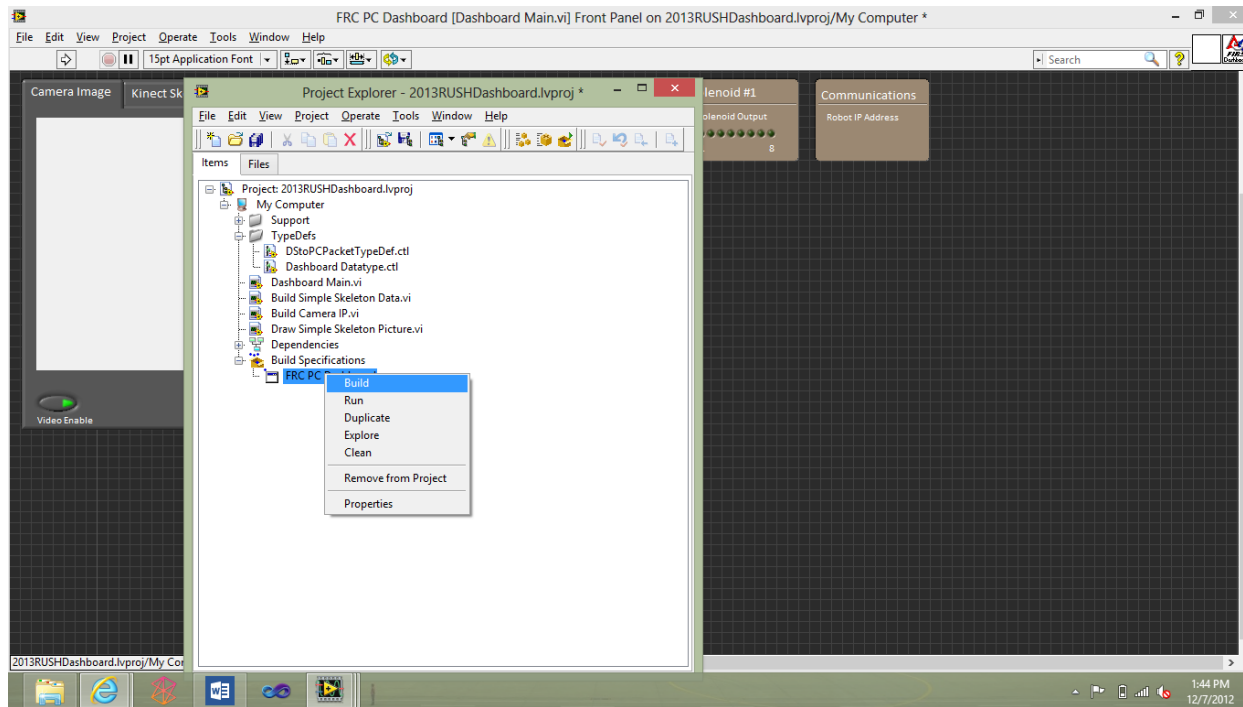 FRC PC Dashboard [Dashboard Main.vi] Front Panel on 2013RUSHDashboard.lvproj/My Computer *
File Edit View Project Operate Tools Window Help
15pt Application Font
Search
Camera Image
Kinect Sk
Video Enable
Project Explorer - 2013RUSHDashboard.lvproj *
File Edit View Project Operate Tools Window Help
Items Files
Project: 2013RUSHDashboard.lvproj
My Computer
Support
TypeDefs
DStoPCPacketTypeDef.ctl
Dashboard Datatype.ctl
Dashboard Main.vi
Build Simple Skeleton Data.vi
Build Camera IP.vi
Draw Simple Skeleton Picture.vi
Dependencies
Build Specifications
FRC PC
Build
Run
Duplicate
Explore
Clean
Remove from Project
Properties
lenoid #1
olenoid Output
8
Communications
Robot IP Address
2013RUSHDashboard.lvproj/My Co
1:44 PM
12/7/2012